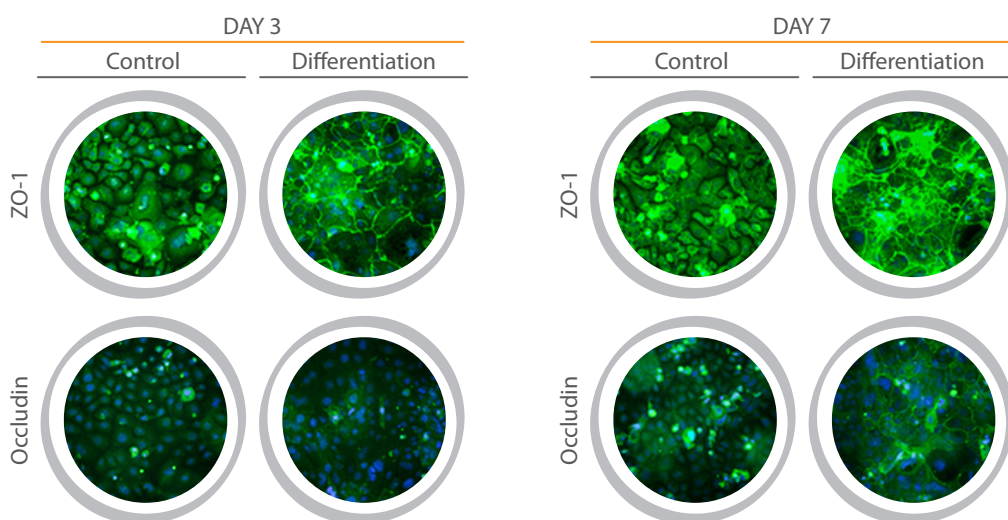 DAY 3
Control Differentiation
ZO-1
Occludin
DAY 7
Control Differentiation
ZO-1
Occludin